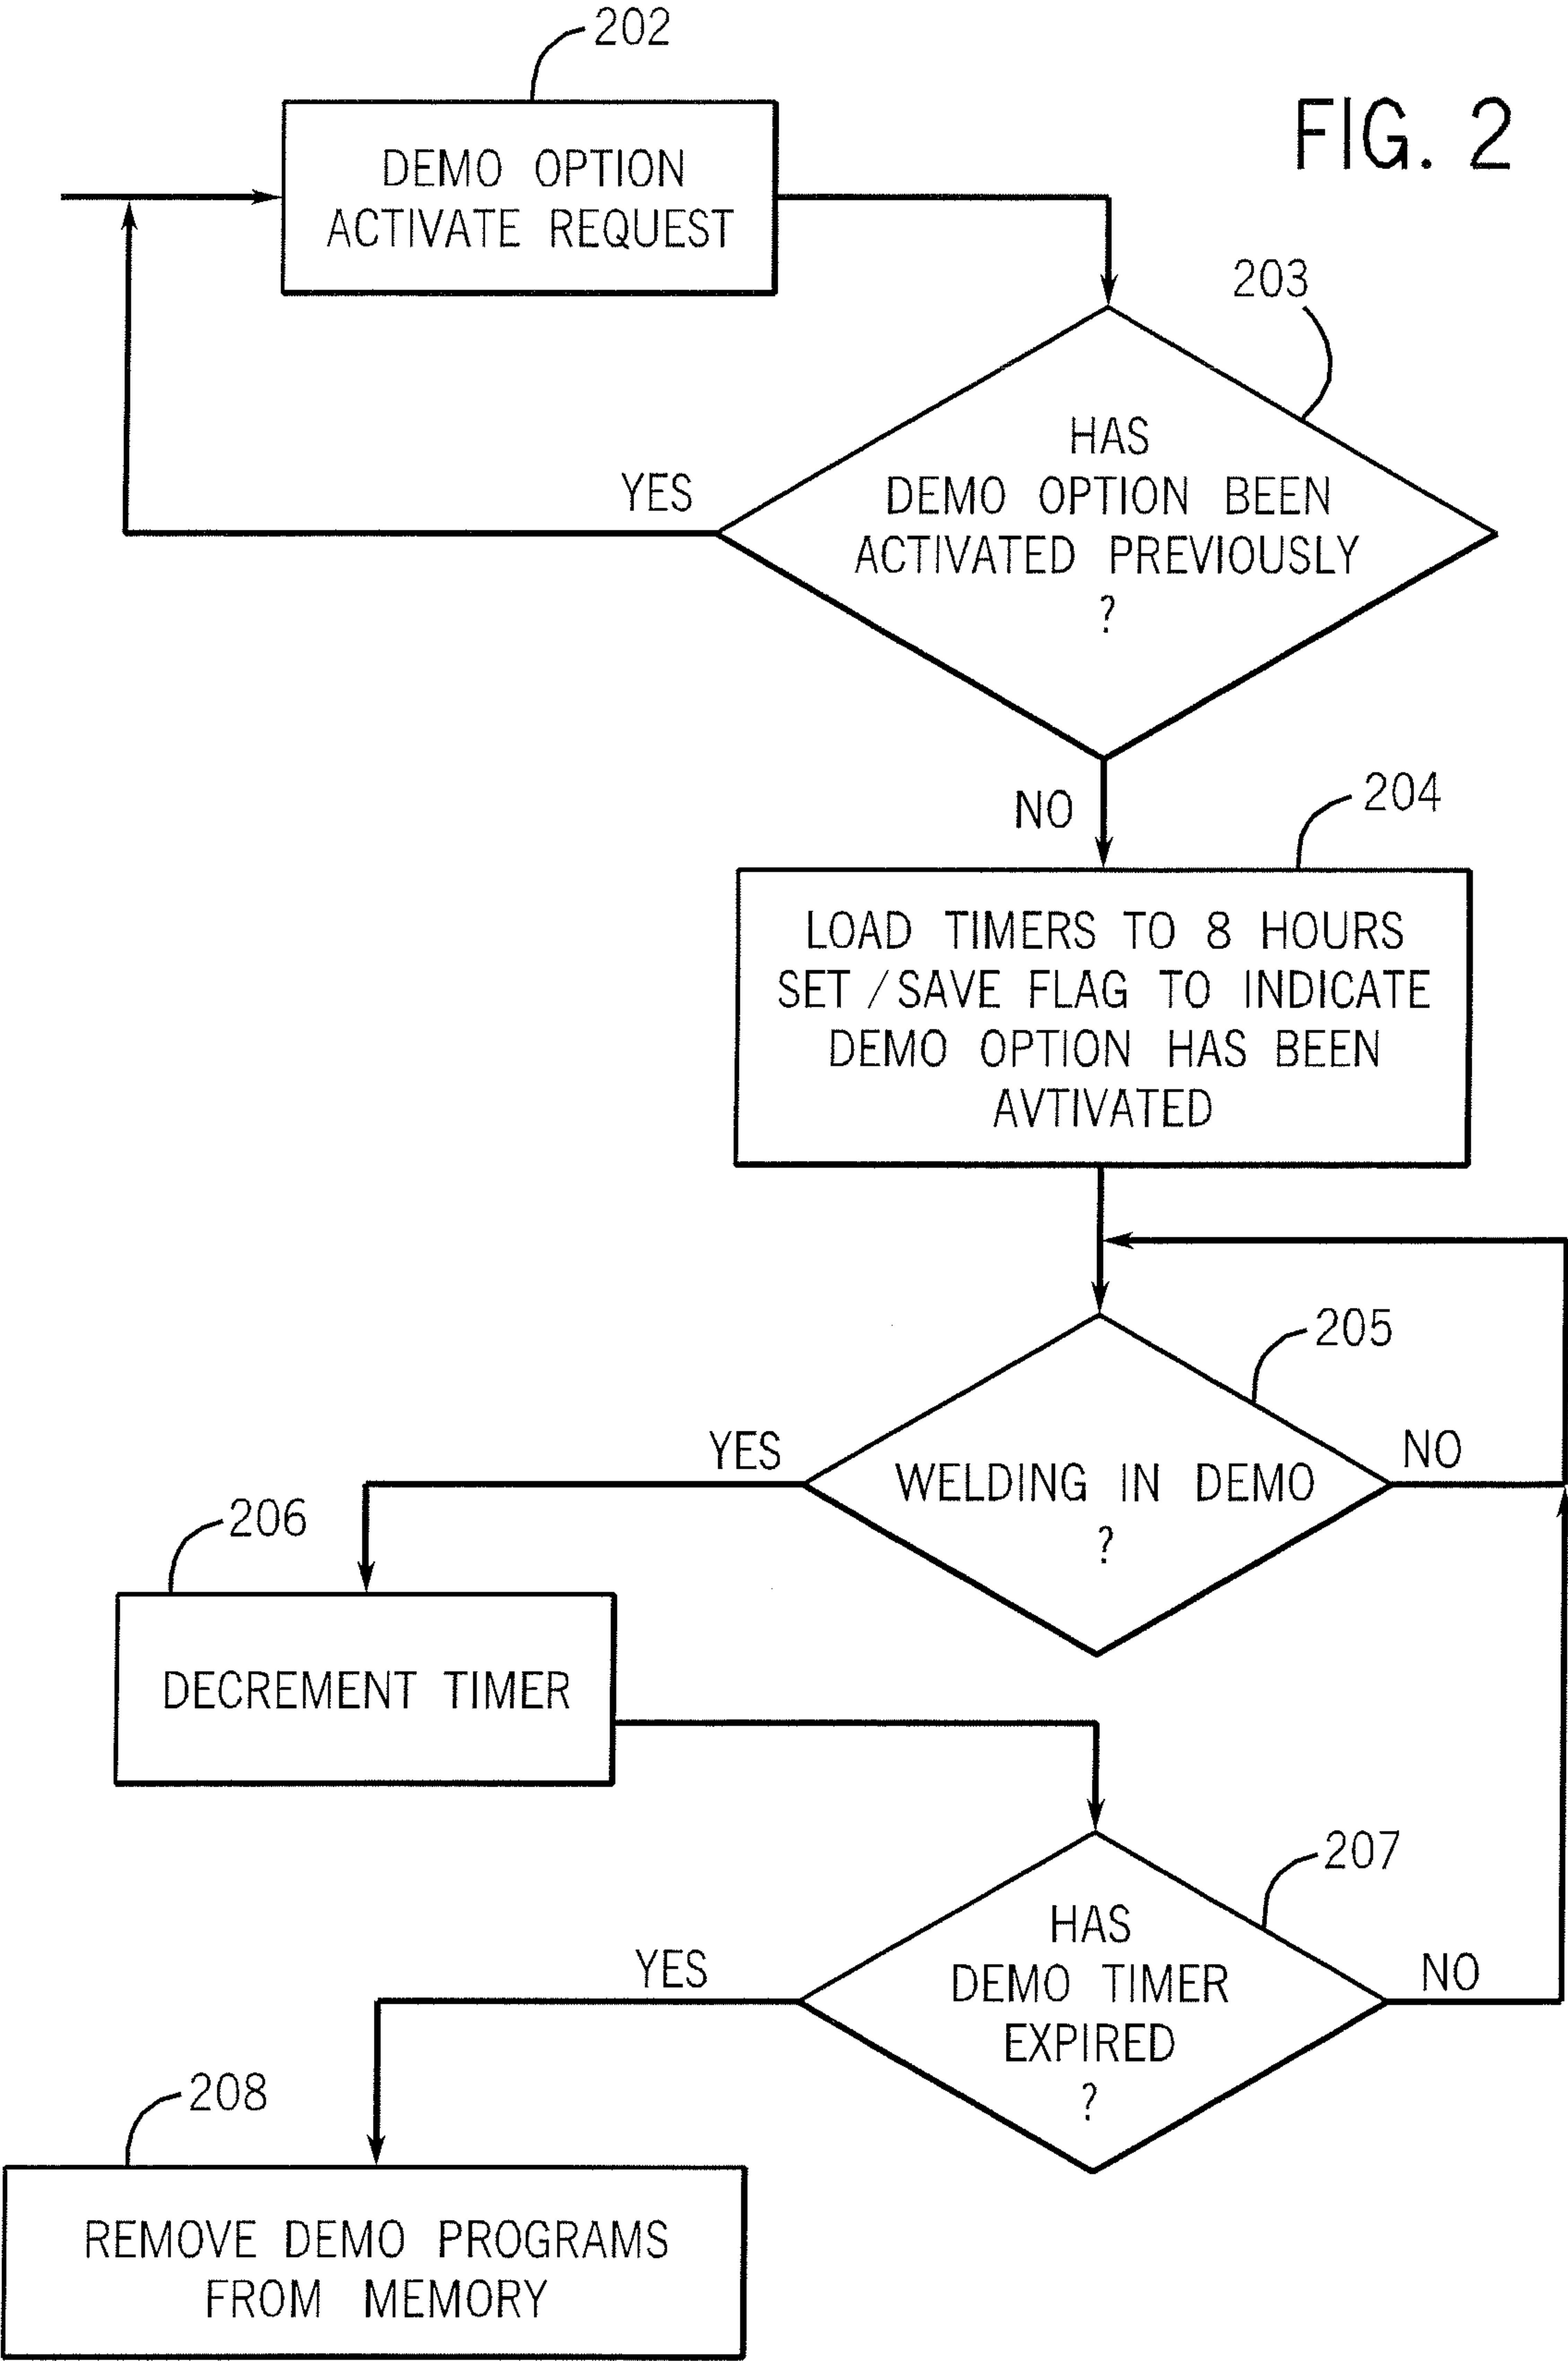 202
FIG. 2
DEMO OPTION
ACTIVATE REQUEST
203
HAS
DEMO OPTION BEEN
ACTIVATED PREVIOUSLY
?
YES
NO
204
LOAD TIMERS TO 8 HOURS
SET / SAVE FLAG TO INDICATE
DEMO OPTION HAS BEEN
AVTIVATED
205
YES
WELDING IN DEMO
?
NO
206
DECREMENT TIMER
207
HAS
DEMO TIMER
EXPIRED
?
YES
NO
208
REMOVE DEMO PROGRAMS
FROM MEMORY